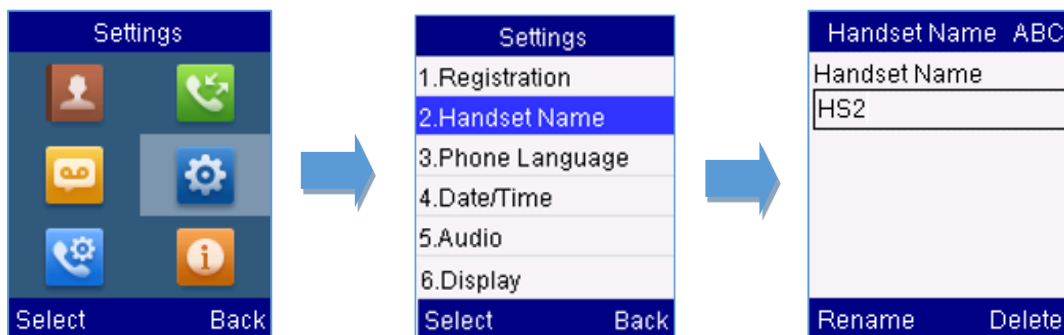 Settings
Select Back
Settings
1.Registration
2.Handset Name
3.Phone Language
4.Date/Time
5.Audio
6.Display
Select Back
Handset Name ABC
Handset Name
HS2
Rename Delete